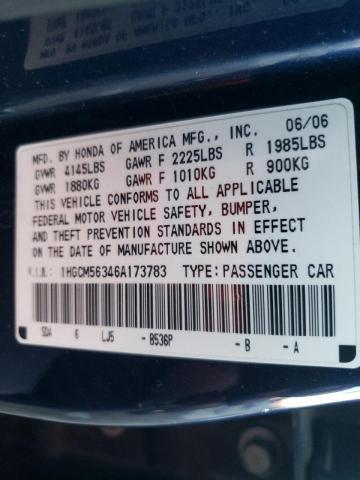 MFD. BY HONDA OF AMERICA MFG., INC. 06/06
GVWR 4145LBS GAWR F 2225LBS R 1985LBS
GVWR 1880KG GAWR F 1010KG R 900KG
THIS VEHICLE CONFORMS TO ALL APPLICABLE
FEDERAL MOTOR VEHICLE SAFETY, BUMPER,
AND THEFT PREVENTION STANDARDS IN EFFECT
ON THE DATE OF MANUFACTURE SHOWN ABOVE.
V.I.N. 1HGCM56346A173783 TYPE:PASSENGER CAR
SDA 6 LJ5 - B536P - B - A